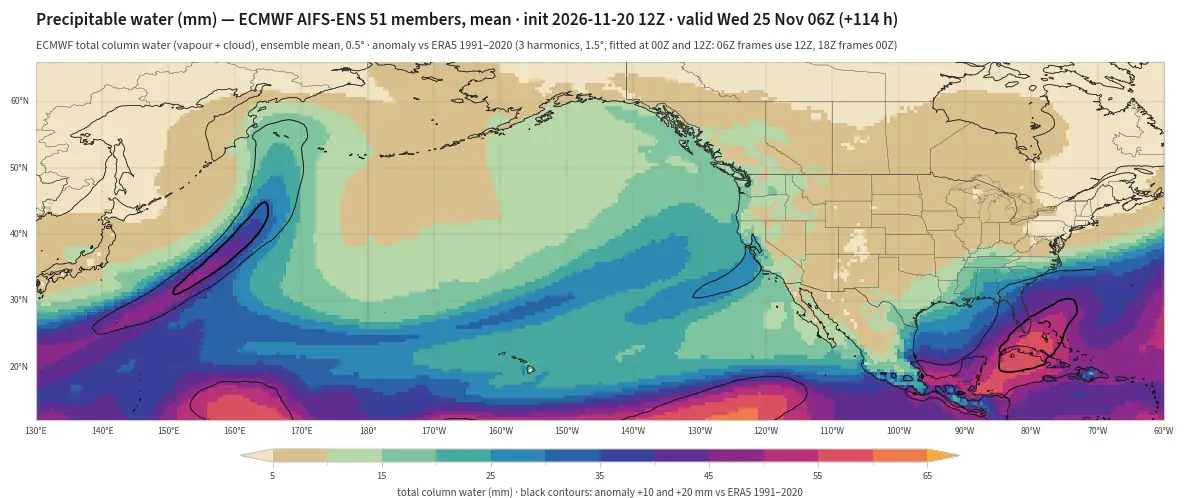 Precipitable water (mm) — ECMWF AIFS-ENS 51 members, mean · init 2026-11-20 12Z · valid Wed 25 Nov 06Z (+114 h)
ECMWF total column water (vapour + cloud), ensemble mean, 0.5° · anomaly vs ERA5 1991–2020 (3 harmonics, 1.5°, fitted at 00Z and 12Z: 06Z frames use 12Z, 18Z frames 00Z)
60°N
50°N
40°N
30°N
20°N
130°E 140°E 150°E 160°E 170°E 180° 170°W 160°W 150°W 140°W 130°W 120°W 110°W 100°W 90°W 80°W 70°W 60°W
5 15 25 35 45 55 65
total column water (mm) · black contours: anomaly +10 and +20 mm vs ERA5 1991–2020